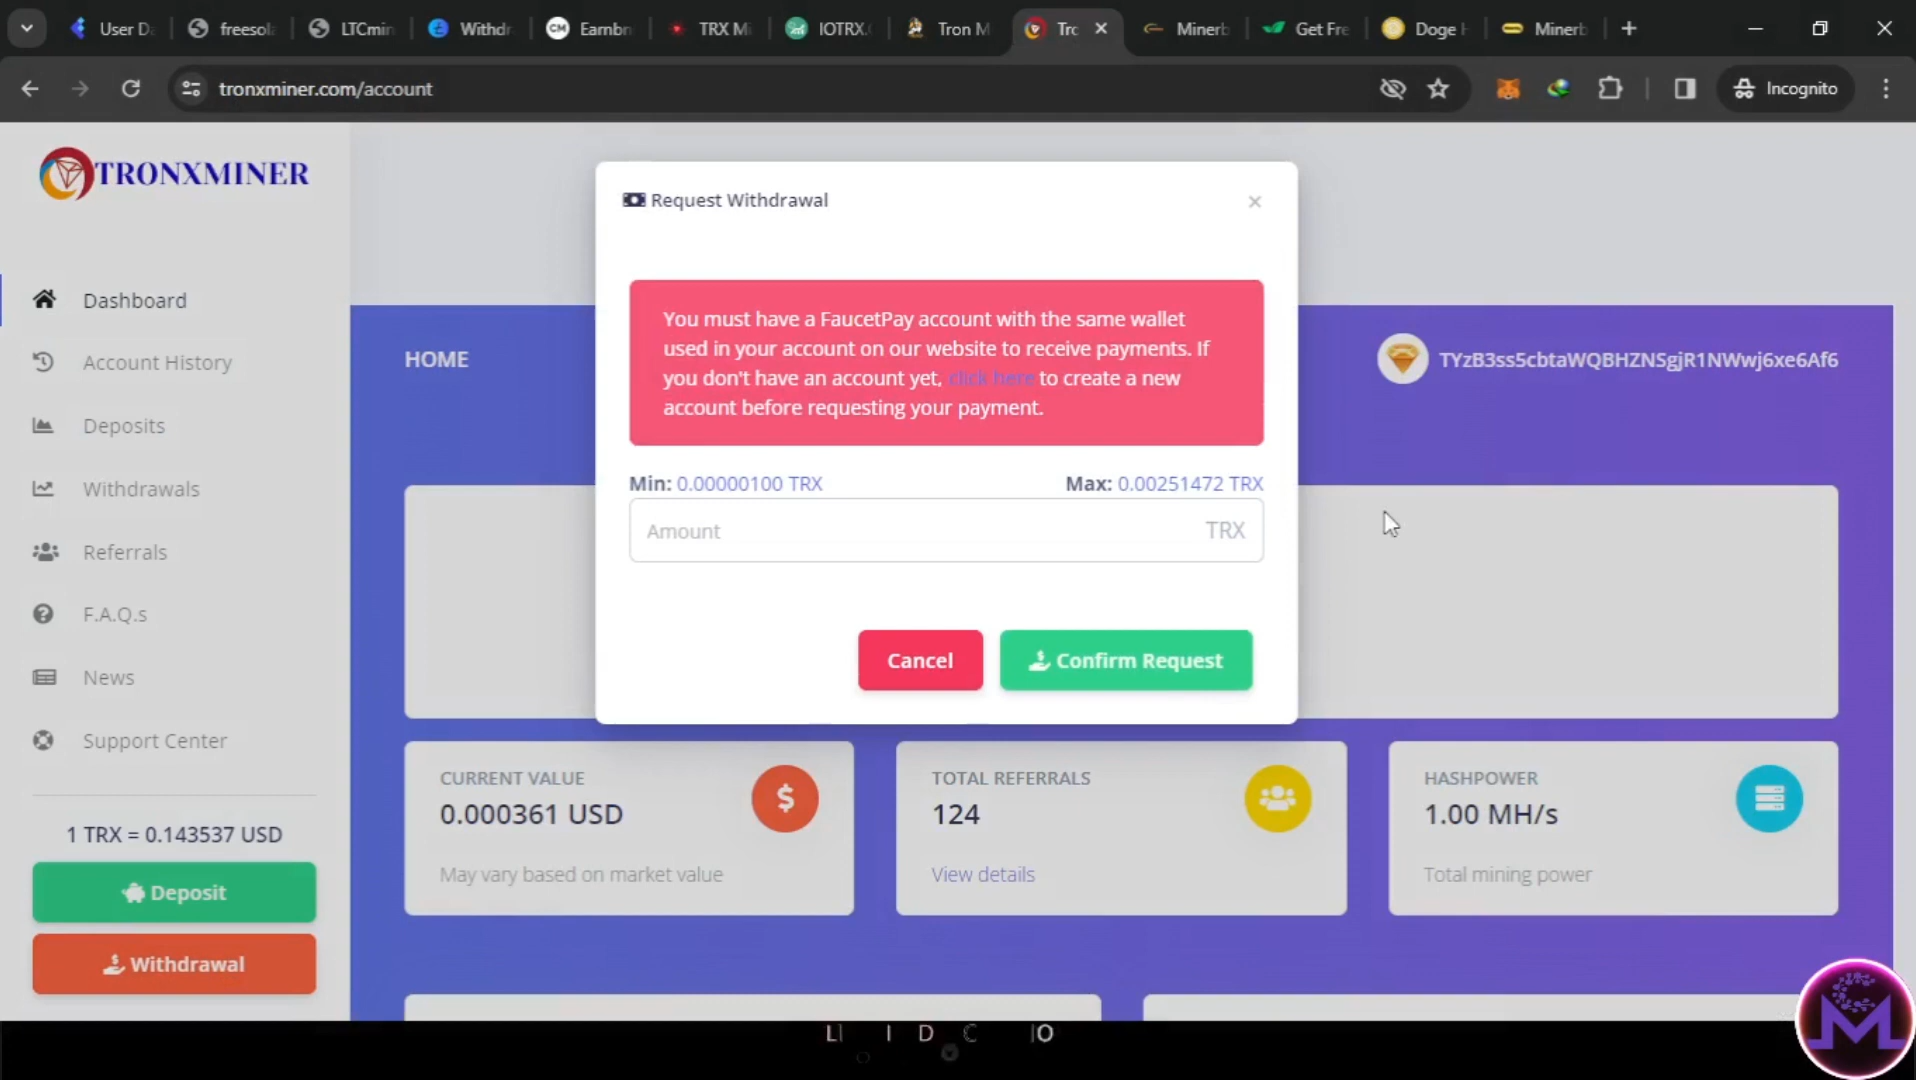 User D
freesol
LTCmin
Withdr
CM
Earnbn
TRX Mi
IOTRX.
Tron M
Trc
Minerb
Get Fre
Doge H
Minerb
tronxminer.com/account
Incognito
TRONXMINER
Dashboard
Account History
Deposits
Withdrawals
Referrals
F.A.Q.s
News
Support Center
1 TRX = 0.143537 USD
Deposit
Withdrawal
HOME
TYzB3ss5cbtaWQBHZNSgjR1NWwj6xe6Af6
Request Withdrawal
You must have a FaucetPay account with the same wallet
used in your account on our website to receive payments. If
you don't have an account yet, click here to create a new
account before requesting your payment.
Min: 0.00000100 TRX
Max: 0.00251472 TRX
Amount
TRX
Cancel
Confirm Request
CURRENT VALUE
0.000361 USD
May vary based on market value
TOTAL REFERRALS
124
View details
HASHPOWER
1.00 MH/s
Total mining power